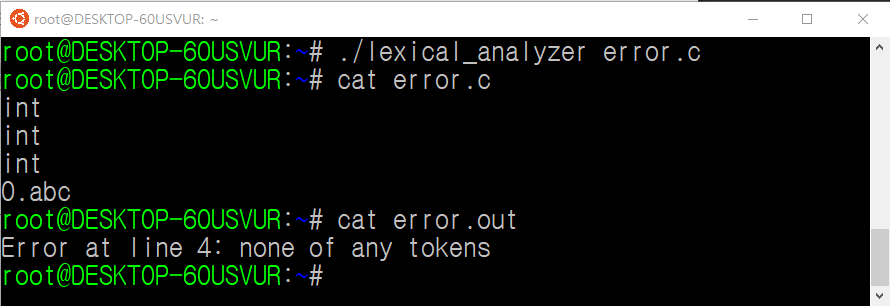 root@DESKTOP-60USVUR: ~
root@DESKTOP-60USVUR:~# ./lexical_analyzer error.c
root@DESKTOP-60USVUR:~# cat error.c
int
int
int
0.abc
root@DESKTOP-60USVUR:~# cat error.out
Error at line 4: none of any tokens
root@DESKTOP-60USVUR:~#